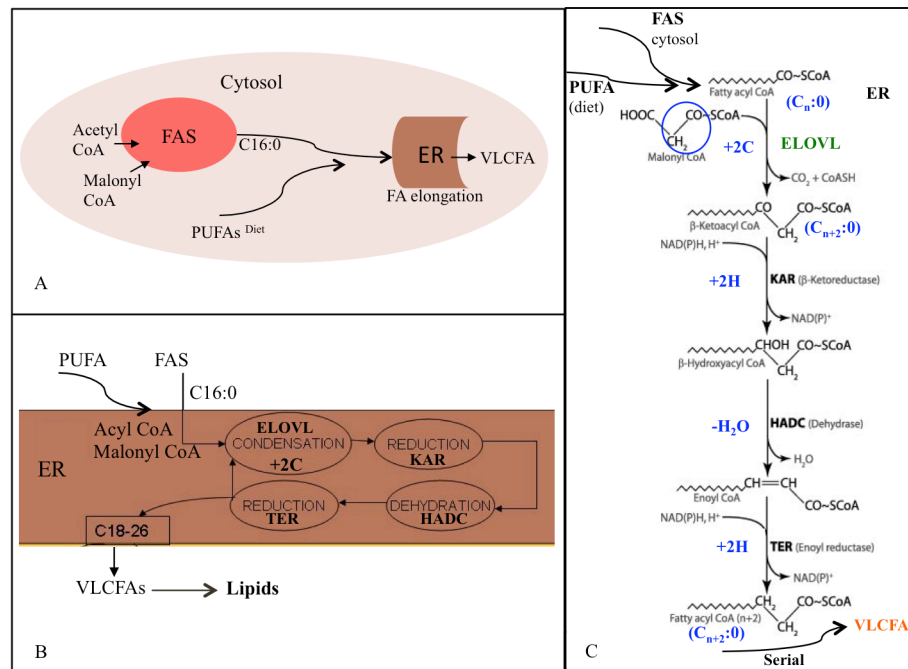 Cytosol
Acetyl
CoA
FAS
Malonyl
CoA
C16:0
ER
VLCFA
FA elongation
PUFAs Diet
A
PUFA
FAS
C16:0
Acyl CoA
Malonyl CoA
ER
ELOVL
CONDENSATION
+2C
REDUCTION
KAR
REDUCTION
TER
DEHYDRATION
HADC
C18-26
VLCFAs
Lipids
B
FAS
cytosol
PUFA
(diet)
CO~SCoA
Fatty acyl CoA
(Cn:0)
ER
HOOC
CO~SCoA
CH2
Malonyl CoA
+2C
ELOVL
CO2 + CoASH
CO
CO~SCoA
β-Ketoacyl CoA
CH2
(Cn+2:0)
NAD(P)H, H+
+2H
KAR (β-Ketoreductase)
NAD(P)+
CHOH
CO~SCoA
β-Hydroxyacyl CoA
CH2
-H2O
HADC (Dehydrase)
H2O
CH=CH
Enoyl CoA
CO~SCoA
NAD(P)H, H+
+2H
TER (Enoyl reductase)
NAD(P)+
CH2
CO~SCoA
Fatty acyl CoA (n+2)
CH2
(Cn+2:0)
VLCFA
Serial
C